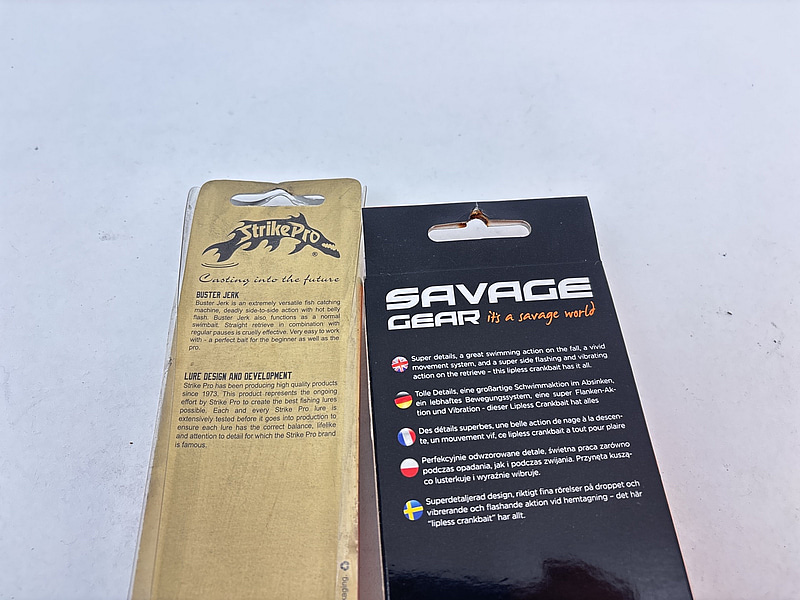 StrikePro
®
Casting into the future
BUSTER JERK
Buster Jerk is an extremely versatile fish catching
machine, deadly side-to-side action with hot belly
flash. Buster Jerk also functions as a normal
swimbait. Straight retrieve in combination with
regular pauses is cruelly effective. Very easy to work
with - a perfect bait for the beginner as well as the
pro.
LURE DESIGN AND DEVELOPMENT
Strike Pro has been producing high quality products
since 1973. This product represents the ongoing
effort by Strike Pro to create the best fishing lures
possible. Each and every Strike Pro lure is
extensively tested before it goes into production to
ensure each lure has the correct balance, lifelike
and attention to detail for which the Strike Pro brand
is famous.
SAVAGE
GEAR it's a savage world
Super details, a great swimming action on the fall, a vivid
movement system, and a super side flashing and vibrating
action on the retrieve – this lipless crankbait has it all.
Tolle Details, eine großartige Schwimmaktion im Absinken,
ein lebhaftes Bewegungssystem, eine super Flanken-Ak-
tion und Vibration - dieser Lipless Crankbait hat alles
Des détails superbes, une belle action de nage à la descen-
te, un mouvement vif, ce lipless crankbait a tout pour plaire
Perfekcyjnie odwzorowane detale, świetna praca zarówno
podczas opadania, jak i podczas zwijania. Przynęta kuszą-
co lusterkuje i wyraźnie wibruje.
Superdetaljerad design, riktigt fina rörelser på droppet och
vibrerande och flashande aktion vid hemtagning – det här
"lipless crankbait" har allt.